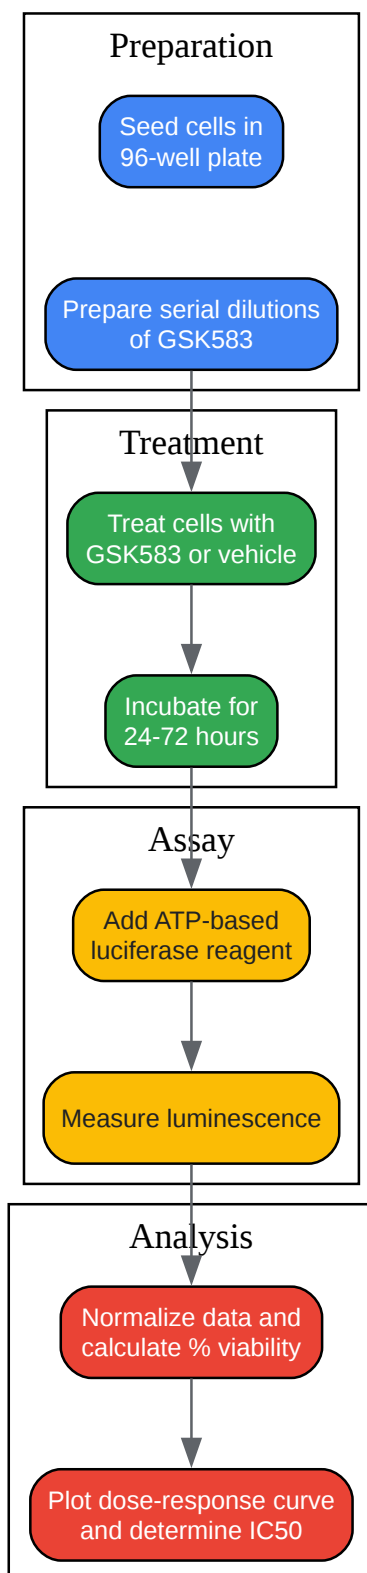 Preparation
Seed cells in
96-well plate
Prepare serial dilutions
of GSK583
Treatment
Treat cells with
GSK583 or vehicle
Incubate for
24-72 hours
Assay
Add ATP-based
luciferase reagent
Measure luminescence
Analysis
Normalize data and
calculate % viability
Plot dose-response curve
and determine IC50